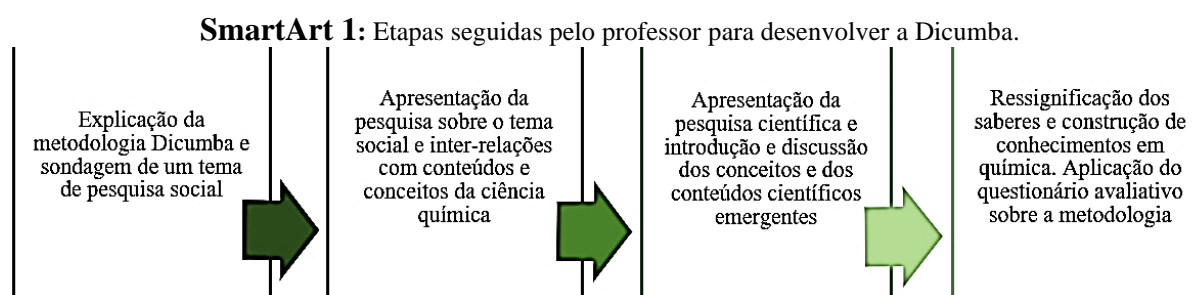 SmartArt 1: Etapas seguidas pelo professor para desenvolver a Dicumba.
Explicação da
metodologia Dicumba e
sondagem de um tema
de pesquisa social
Apresentação da
pesquisa sobre o tema
social e inter-relações
com conteúdos e
conceitos da ciência
química
Apresentação da
pesquisa científica e
introdução e discussão
dos conceitos e dos
conteúdos científicos
emergentes
Ressignificação dos
saberes e construção de
conhecimentos em
química. Aplicação do
questionário avaliativo
sobre a metodologia